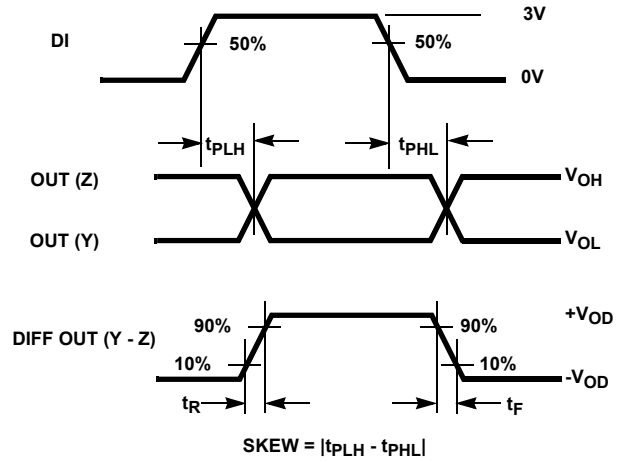 3V
DI
50%
50%
0V
tPLH
tPHL
OUT (Z)
VOH
OUT (Y)
VOL
+VOD
90%
90%
DIFF OUT (Y - Z)
10%
10%
-VOD
tR
tF
SKEW = |tPLH - tPHL|